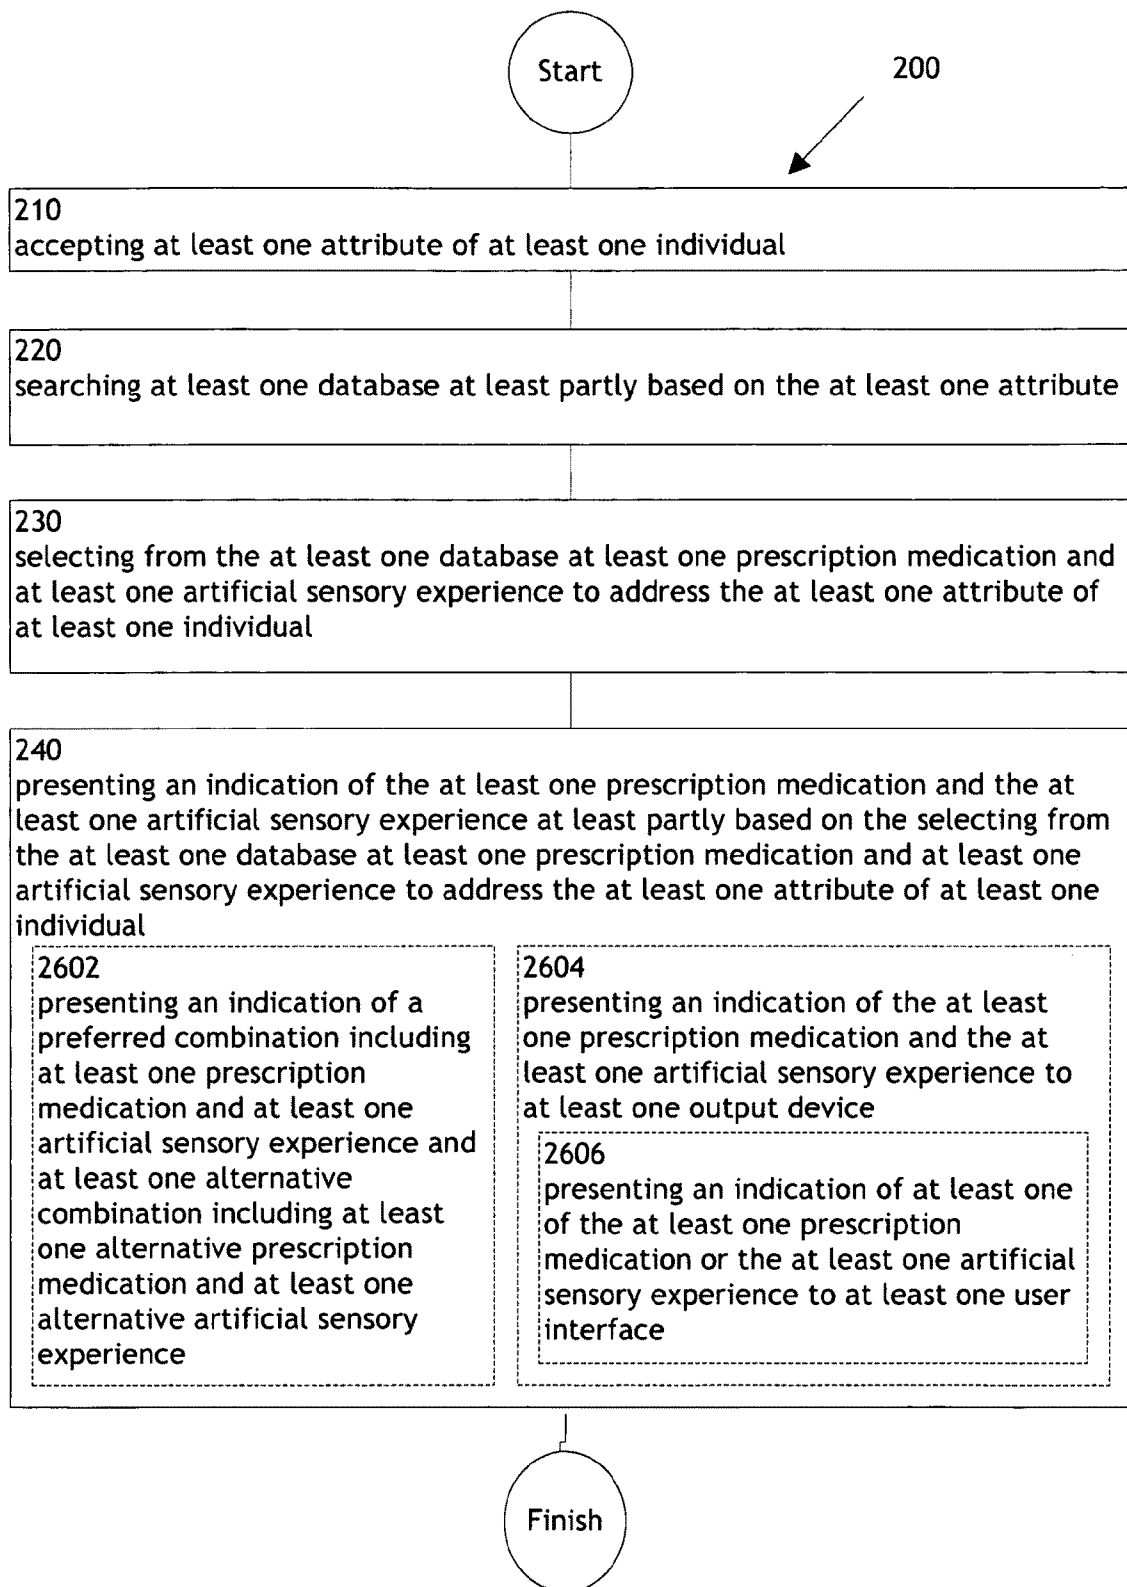 Start
200
210
accepting at least one attribute of at least one individual
220
searching at least one database at least partly based on the at least one attribute
230
selecting from the at least one database at least one prescription medication and
at least one artificial sensory experience to address the at least one attribute of
at least one individual
240
presenting an indication of the at least one prescription medication and the at
least one artificial sensory experience at least partly based on the selecting from
the at least one database at least one prescription medication and at least one
artificial sensory experience to address the at least one attribute of at least one
individual
2602
presenting an indication of a
preferred combination including
at least one prescription
medication and at least one
artificial sensory experience and
at least one alternative
combination including at least
one alternative prescription
medication and at least one
alternative artificial sensory
experience
2604
presenting an indication of the at least
one prescription medication and the at
least one artificial sensory experience to
at least one output device
2606
presenting an indication of at least one
of the at least one prescription
medication or the at least one artificial
sensory experience to at least one user
interface
Finish